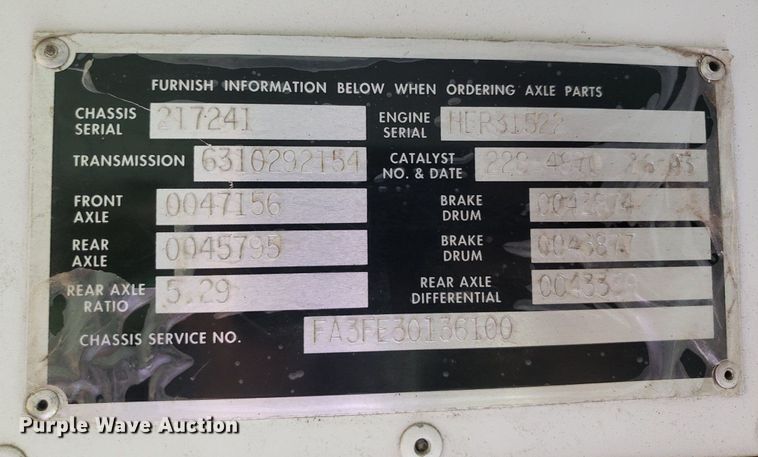 FURNISH INFORMATION BELOW WHEN ORDERING AXLE PARTS
CHASSIS SERIAL 217241 ENGINE SERIAL HER31522
TRANSMISSION 6310292154 CATALYST NO. & DATE
FRONT AXLE 0047156 BRAKE DRUM
REAR AXLE 0045795 BRAKE DRUM
REAR AXLE RATIO 5.29 REAR AXLE DIFFERENTIAL
CHASSIS SERVICE NO. FA3FE30136100
Purple Wave Auction